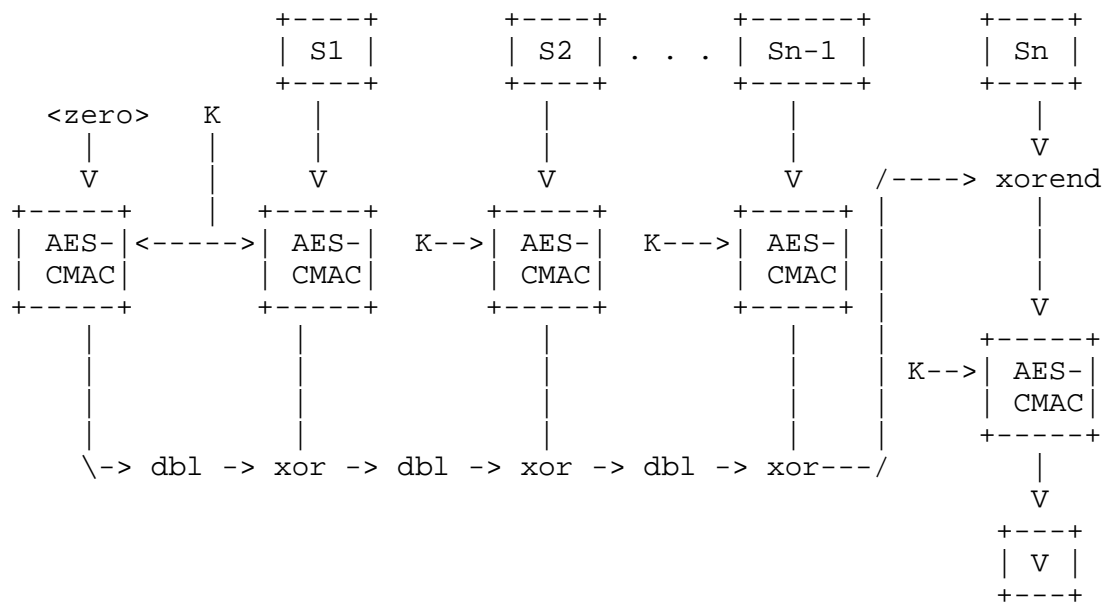 +----+           +----+       +------+         +----+
                   | S1 |           | S2 | . . . | Sn-1 |         | Sn |
                   +----+           +----+       +------+         +----+
  <zero>   K          |                |                |                |
     |       |          |                |                |                V
     V       |          V                V                V     /----> xorend
+-----+      |   +-----+          +-----+          +-----+ |          |
| AES-|<----->| AES-|   K-->| AES-|   K--->| AES-| |          |
| CMAC|          | CMAC|          | CMAC|          | CMAC| |          |
+-----+          +-----+          +-----+          +-----+ |          V
     |              |                |                |     |       +-----+
     |              |                |                |     | K-->| AES-|
     |              |                |                |     |       | CMAC|
     |              |                |                |     |       +-----+
     \-> dbl -> xor -> dbl -> xor -> dbl -> xor---/          |
                                                                         V
                                                                      +---+
                                                                      | V |
                                                                      +---+